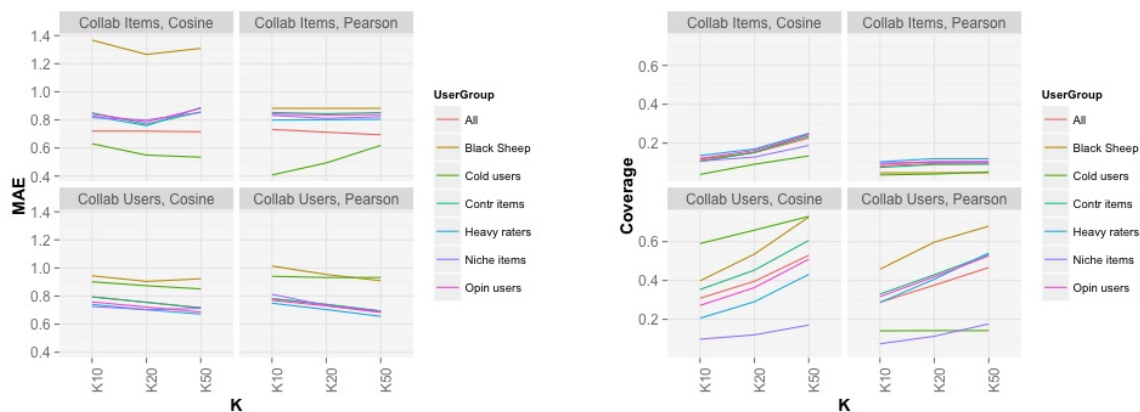 Collab Items, Cosine
Collab Items, Pearson
1.4
1.2
1.0
0.8
0.6
0.4
Collab Users, Cosine
Collab Users, Pearson
1.4
1.2
1.0
0.8
0.6
0.4
MAE
K10
K20
K50
K10
K20
K50
K
UserGroup
All
Black Sheep
Cold users
Contr items
Heavy raters
Niche items
Opin users
Collab Items, Cosine
Collab Items, Pearson
0.6
0.4
0.2
Collab Users, Cosine
Collab Users, Pearson
0.6
0.4
0.2
Coverage
K10
K20
K50
K10
K20
K50
K
UserGroup
All
Black Sheep
Cold users
Contr items
Heavy raters
Niche items
Opin users